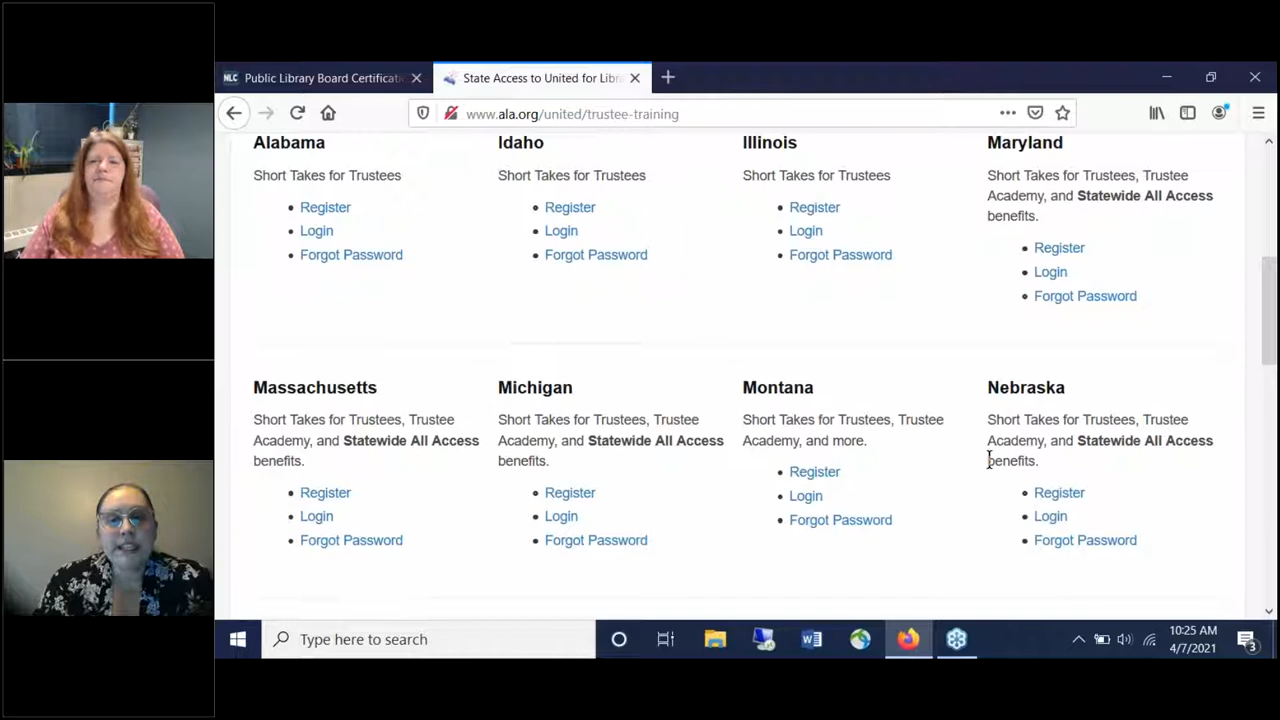 NLC Public Library Board Certificati
State Access to United for Libr
www.ala.org/united/trustee-training
Alabama
Short Takes for Trustees
Register
Login
Forgot Password
Idaho
Short Takes for Trustees
Register
Login
Forgot Password
Illinois
Short Takes for Trustees
Register
Login
Forgot Password
Maryland
Short Takes for Trustees, Trustee
Academy, and Statewide All Access
benefits.
Register
Login
Forgot Password
Massachusetts
Short Takes for Trustees, Trustee
Academy, and Statewide All Access
benefits.
Register
Login
Forgot Password
Michigan
Short Takes for Trustees, Trustee
Academy, and Statewide All Access
benefits.
Register
Login
Forgot Password
Montana
Short Takes for Trustees, Trustee
Academy, and more.
Register
Login
Forgot Password
Nebraska
Short Takes for Trustees, Trustee
Academy, and Statewide All Access
benefits.
Register
Login
Forgot Password
Type here to search
10:25 AM
4/7/2021
3